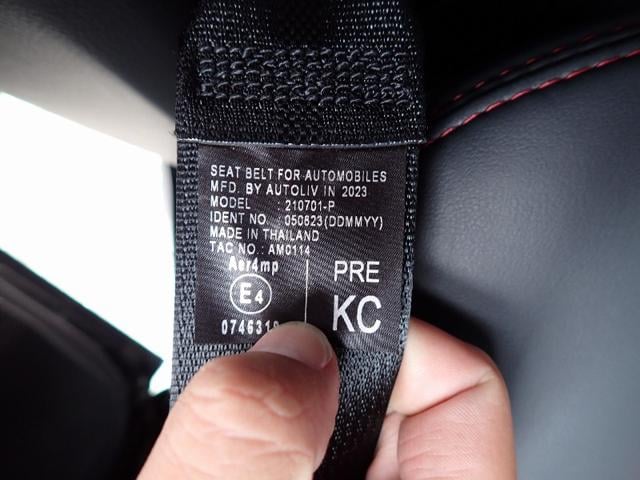 SEAT BELT FOR AUTOMOBILES
MFD. BY AUTOLIV IN 2023
MODEL : 210701-P
IDENT NO. : 050823(DDMMYY)
MADE IN THAILAND
TAC NO.: AM0114
Aer4mp
E4
PRE
KC